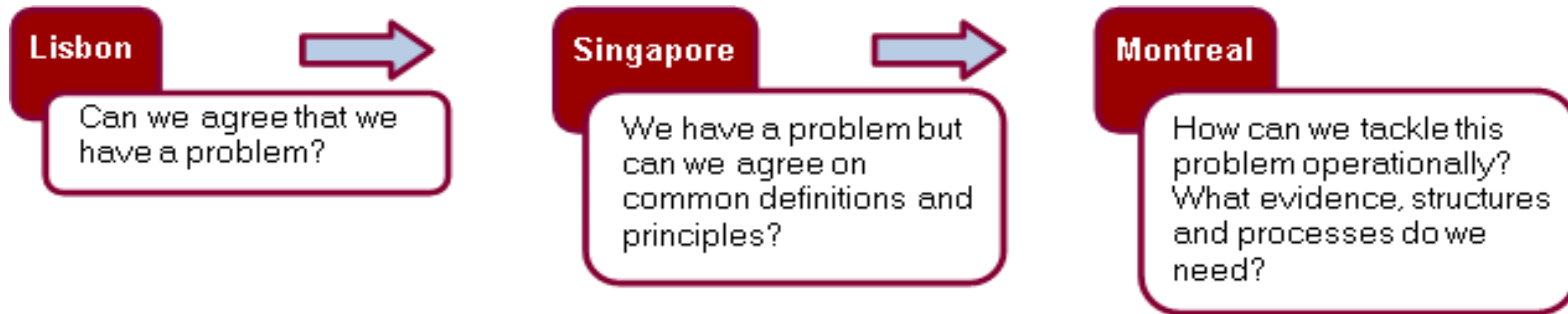 Lisbon
Can we agree that we
have a problem?
Singapore
We have a problem but
can we agree on
common definitions and
principles?
Montreal
How can we tackle this
problem operationally?
What evidence, structures
and processes do we
need?